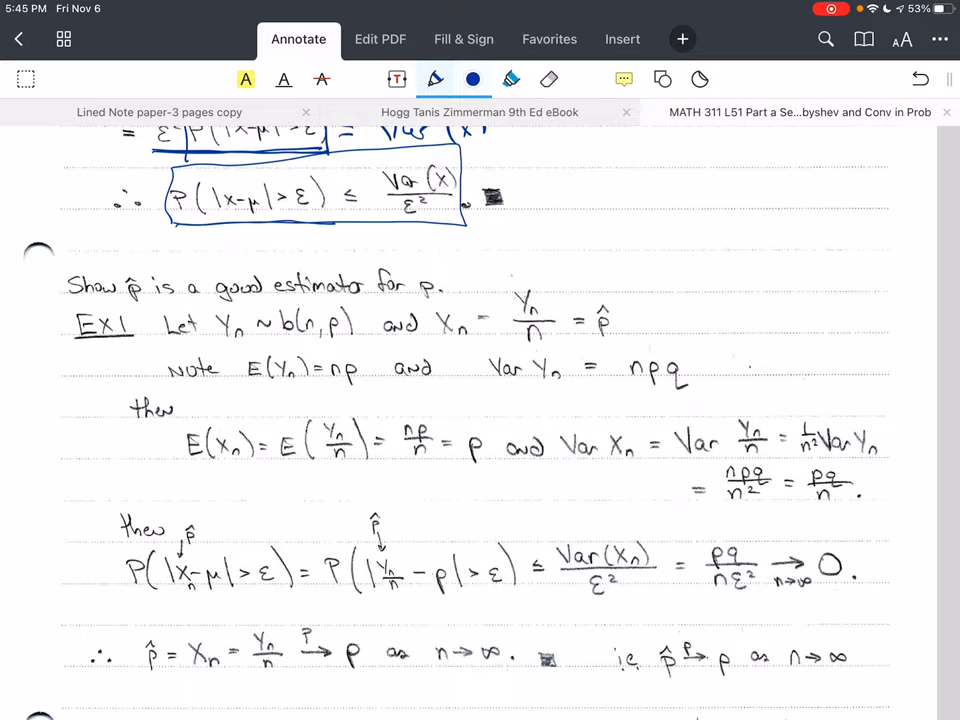 5:45 PM Fri Nov 6 53%
Annotate Edit PDF Fill & Sign Favorites Insert
AA
A A A T
Lined Note paper-3 pages copy × Hogg Tanis Zimmerman 9th Ed eBook × MATH 311 L51 Part a Se...byshev and Conv in Prob ×
= ε² P(|x-μ|>ε) = Var(x)
∴ P(|x-μ|>ε) ≤ Var(x)/ε². ■
Show p̂ is a good estimator for p.
EX1 Let Yₙ ~ b(n,p) and Xₙ = Yₙ/n = p̂
Note E(Yₙ)=np and Var Yₙ = npq
then
E(Xₙ) = E(Yₙ/n) = np/n = p and Var Xₙ = Var Yₙ/n = 1/n² Var Yₙ
= npq/n² = pq/n.
then p̂ p̂
P(|Xₙ-μ|>ε) = P(|Yₙ/n - p|>ε) ≤ Var(Xₙ)/ε² = pq/nε² → n→∞ 0.
∴ p̂ = Xₙ = Yₙ/n →ᴾ p as n→∞. ■ i.e. p̂ →ᴾ p as n→∞